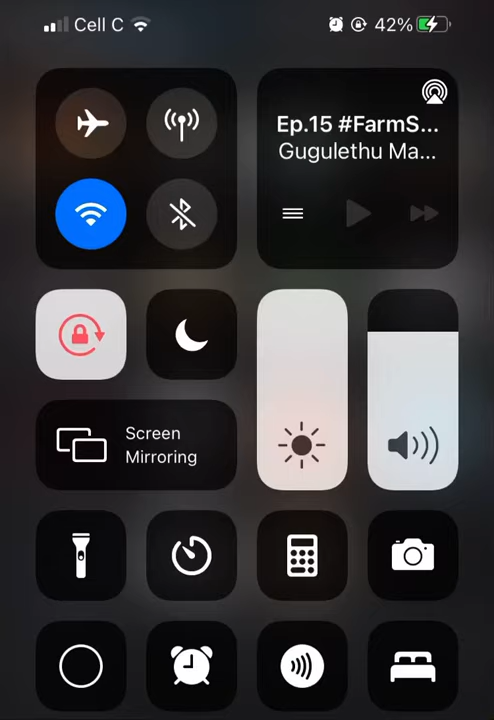 Cell C
42%
Ep.15 #FarmS...
Gugulethu Ma...
Screen
Mirroring